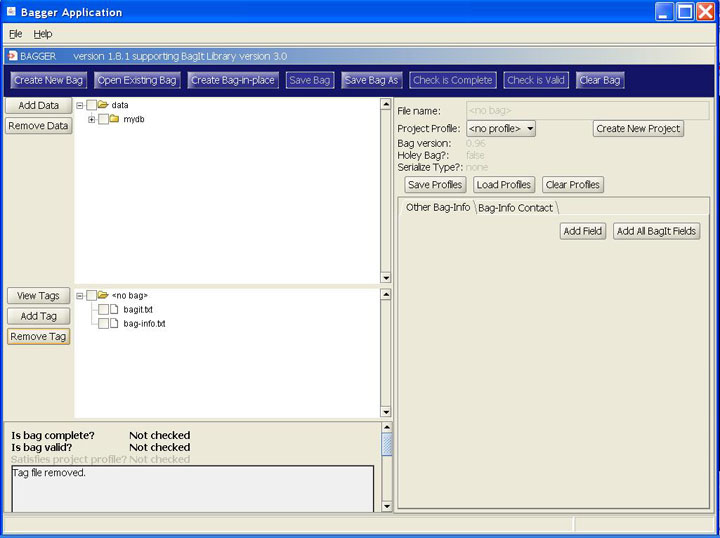 Bagger Application
File Help
BAGGER version 1.8.1 supporting BagIt Library version 3.0
Create New Bag Open Existing Bag Create Bag-in-place Save Bag Save Bag As Check is Complete Check is Valid Clear Bag
Add Data
Remove Data
data
mydb
View Tags
Add Tag
Remove Tag
<no bag>
bagit.txt
bag-info.txt
Is bag complete? Not checked
Is bag valid? Not checked
Satisfies project profile? Not checked
Tag file removed.
File name: <no bag>
Project Profile: <no profile> Create New Project
Bag version: 0.96
Holey Bag?: false
Serialize Type?: none
Save Profiles Load Profiles Clear Profiles
Other Bag-Info Bag-Info Contact
Add Field Add All BagIt Fields